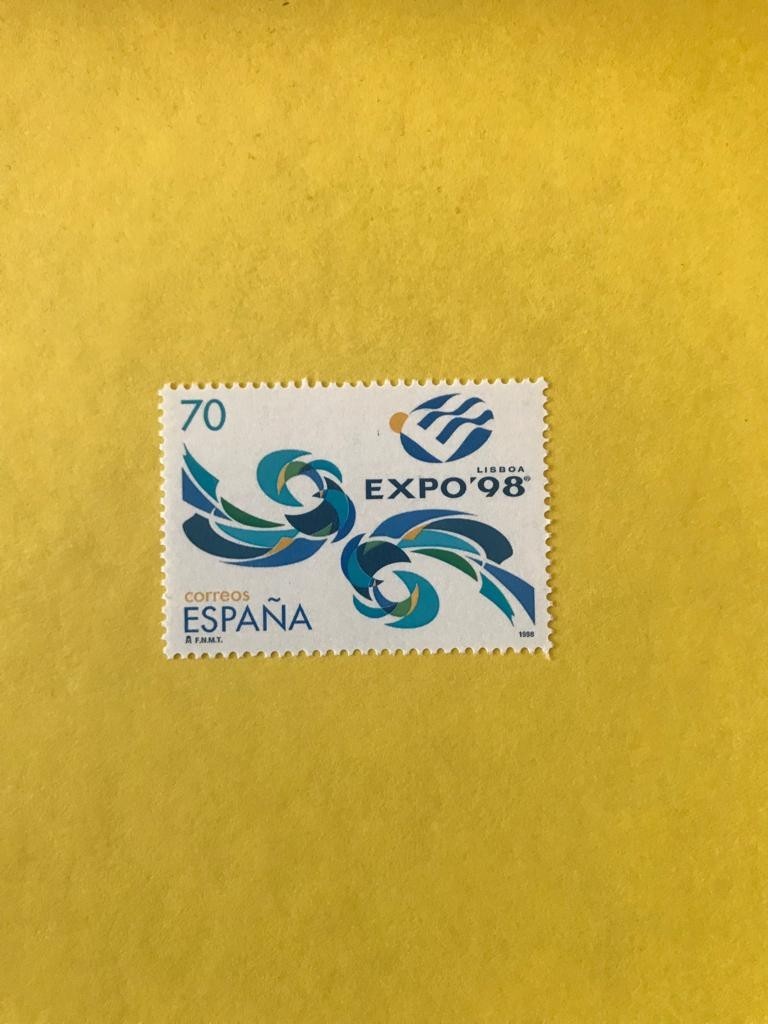 70
LISBOA
EXPO'98®
correos
ESPAÑA
F.N.M.T.
1998